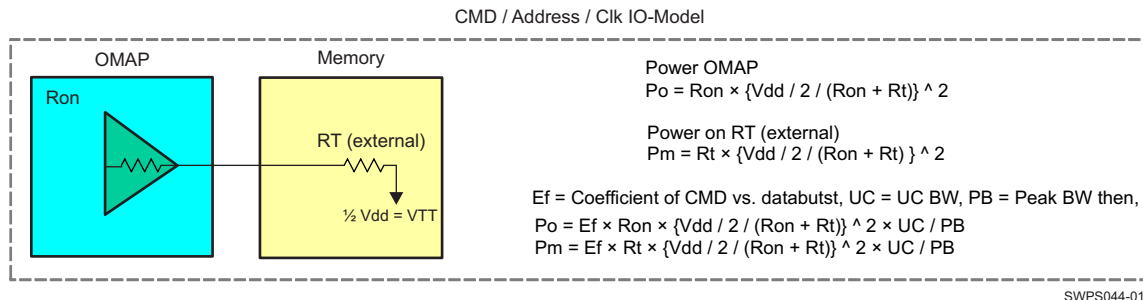 CMD / Address / Clk IO-Model
OMAP
Memory
Ron
RT (external)
½ Vdd = VTT
Power OMAP
Po = Ron × {Vdd / 2 / (Ron + Rt)} ^ 2
Power on RT (external)
Pm = Rt × {Vdd / 2 / (Ron + Rt) } ^ 2
Ef = Coefficient of CMD vs. databutst, UC = UC BW, PB = Peak BW then,
Po = Ef × Ron × {Vdd / 2 / (Ron + Rt)} ^ 2 × UC / PB
Pm = Ef × Rt × {Vdd / 2 / (Ron + Rt)} ^ 2 × UC / PB